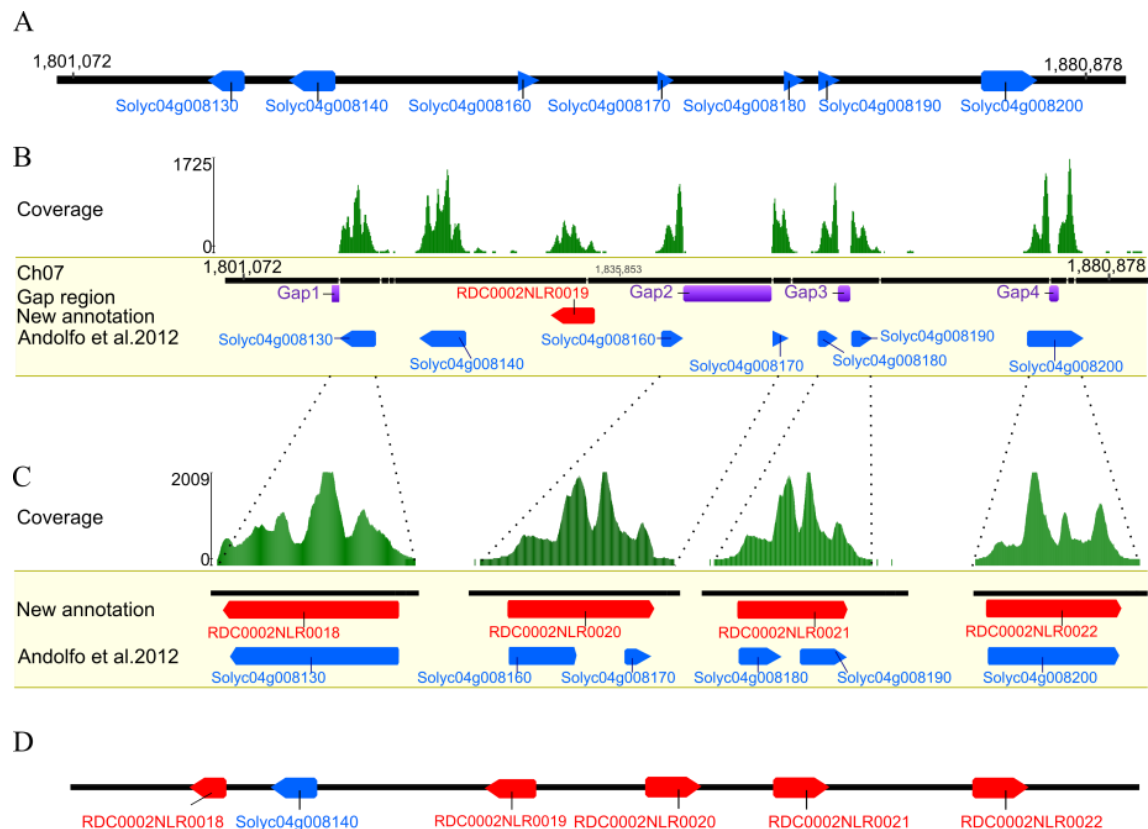 A
1,801,072
1,880,878
Solyc04g008130 Solyc04g008140 Solyc04g008160 Solyc04g008170 Solyc04g008180 Solyc04g008190 Solyc04g008200
B
1725
Coverage
0
Ch07
1,801,072 1,835,853 1,880,878
Gap region
Gap1 Gap2 Gap3 Gap4
New annotation
RDC0002NLR0019
Andolfo et al.2012
Solyc04g008130 Solyc04g008160 Solyc04g008190
Solyc04g008140 Solyc04g008170 Solyc04g008180 Solyc04g008200
C
2009
Coverage
0
New annotation
RDC0002NLR0018 RDC0002NLR0020 RDC0002NLR0021 RDC0002NLR0022
Andolfo et al.2012
Solyc04g008130 Solyc04g008160 Solyc04g008170 Solyc04g008180 Solyc04g008190 Solyc04g008200
D
RDC0002NLR0018 Solyc04g008140 RDC0002NLR0019 RDC0002NLR0020 RDC0002NLR0021 RDC0002NLR0022